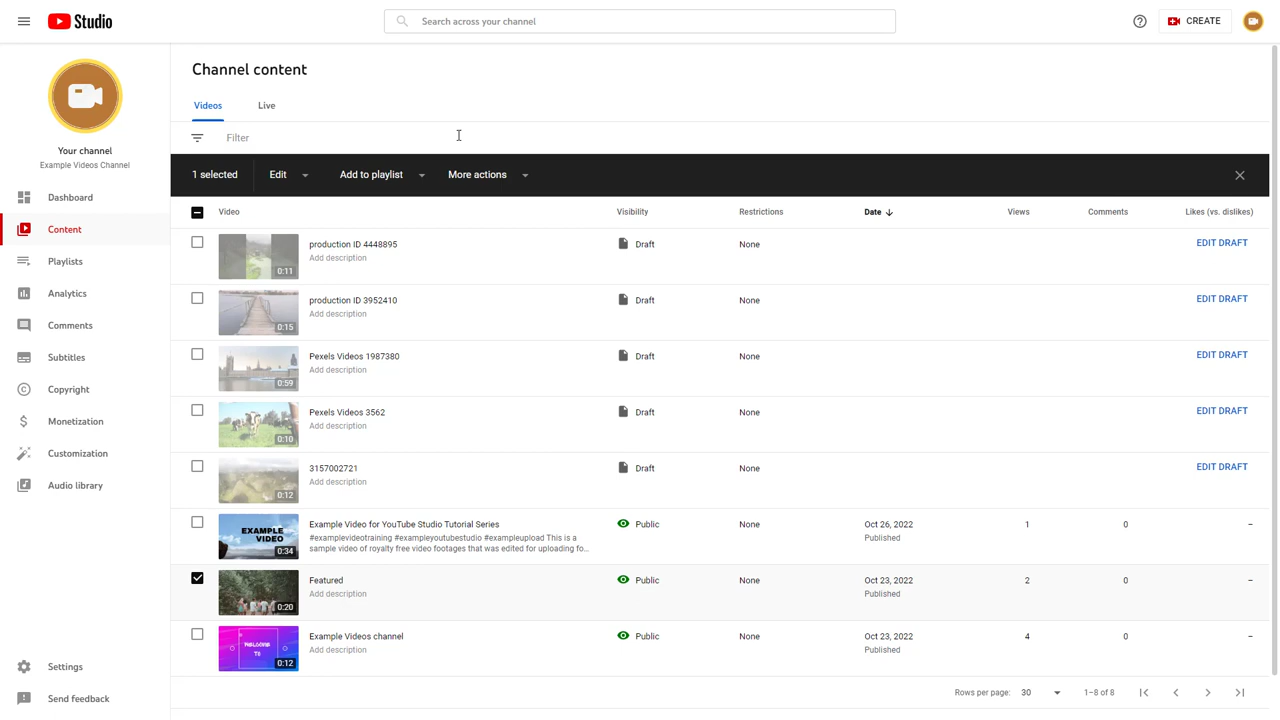 Studio
Search across your channel
CREATE
Your channel
Example Videos Channel
Dashboard
Content
Playlists
Analytics
Comments
Subtitles
Copyright
Monetization
Customization
Audio library
Settings
Send feedback
Channel content
Videos Live
Filter
1 selected Edit Add to playlist More actions
Video Visibility Restrictions Date Views Comments Likes (vs. dislikes)
0:11 production ID 4448895 Draft None EDIT DRAFT
Add description
0:15 production ID 3952410 Draft None EDIT DRAFT
Add description
0:59 Pexels Videos 1987380 Draft None EDIT DRAFT
Add description
0:10 Pexels Videos 3562 Draft None EDIT DRAFT
Add description
0:12 3157002721 Draft None EDIT DRAFT
Add description
EXAMPLE VIDEO 0:34 Example Video for YouTube Studio Tutorial Series Public None Oct 26, 2022 1 0 –
#examplevideotraining #exampleyoutubestudio #exampleupload This is a Published
sample video of royalty free video footages that was edited for uploading fo...
0:20 Featured Public None Oct 23, 2022 2 0 –
Add description Published
WELCOME TO 0:12 Example Videos channel Public None Oct 23, 2022 4 0 –
Add description Published
Rows per page: 30 1–8 of 8